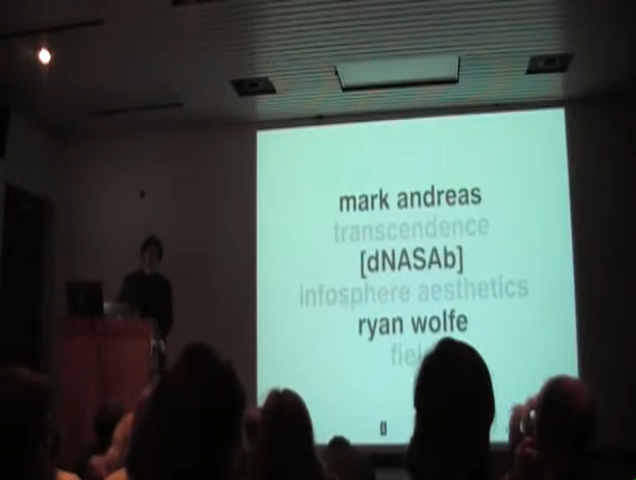 mark andreas
transcendence
[dNASAb]
infosphere aesthetics
ryan wolfe